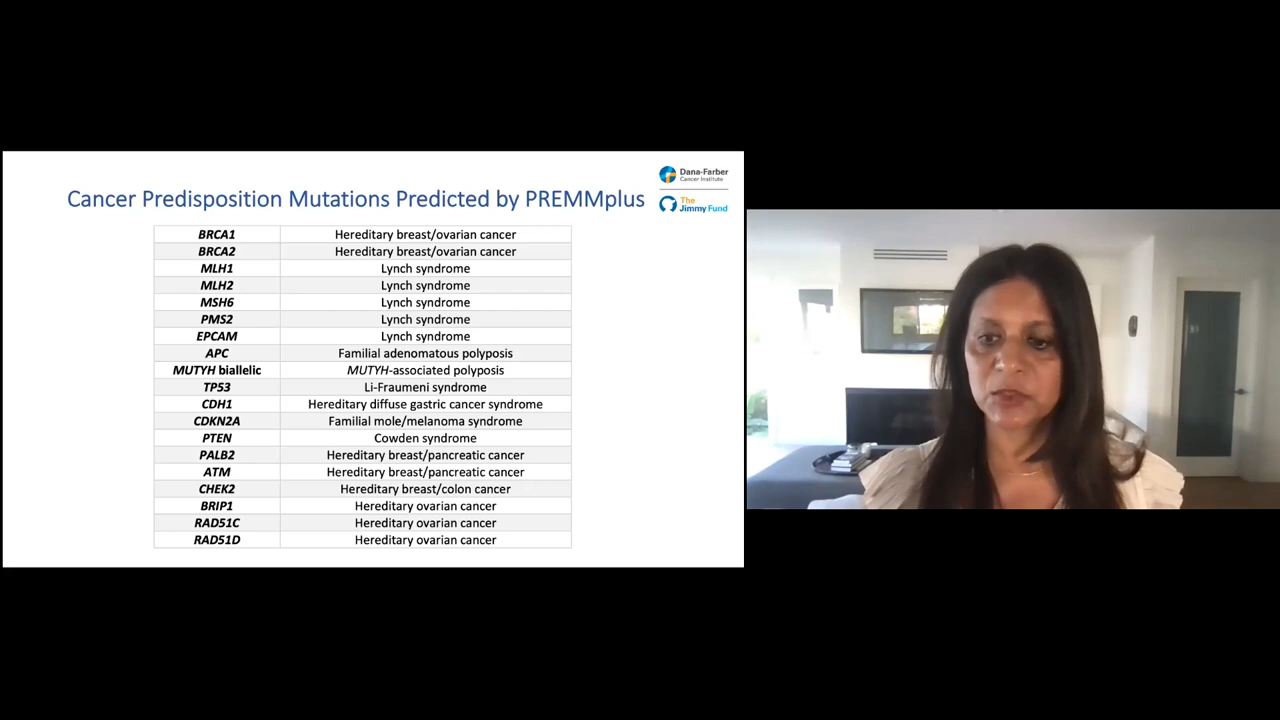 Dana-Farber
Cancer Institute
The
Jimmy Fund
Cancer Predisposition Mutations Predicted by PREMMplus
BRCA1 Hereditary breast/ovarian cancer
BRCA2 Hereditary breast/ovarian cancer
MLH1 Lynch syndrome
MLH2 Lynch syndrome
MSH6 Lynch syndrome
PMS2 Lynch syndrome
EPCAM Lynch syndrome
APC Familial adenomatous polyposis
MUTYH biallelic MUTYH-associated polyposis
TP53 Li-Fraumeni syndrome
CDH1 Hereditary diffuse gastric cancer syndrome
CDKN2A Familial mole/melanoma syndrome
PTEN Cowden syndrome
PALB2 Hereditary breast/pancreatic cancer
ATM Hereditary breast/pancreatic cancer
CHEK2 Hereditary breast/colon cancer
BRIP1 Hereditary ovarian cancer
RAD51C Hereditary ovarian cancer
RAD51D Hereditary ovarian cancer